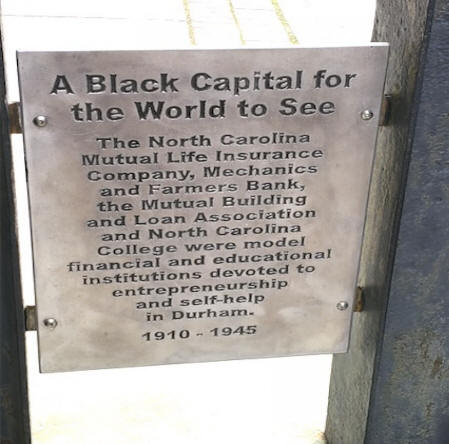 A Black Capital for
the World to See
The North Carolina
Mutual Life Insurance
Company, Mechanics
and Farmers Bank,
the Mutual Building
and Loan Association
and North Carolina
College were model
financial and educational
institutions devoted to
entrepreneurship
and self-help
in Durham.
1910 - 1945